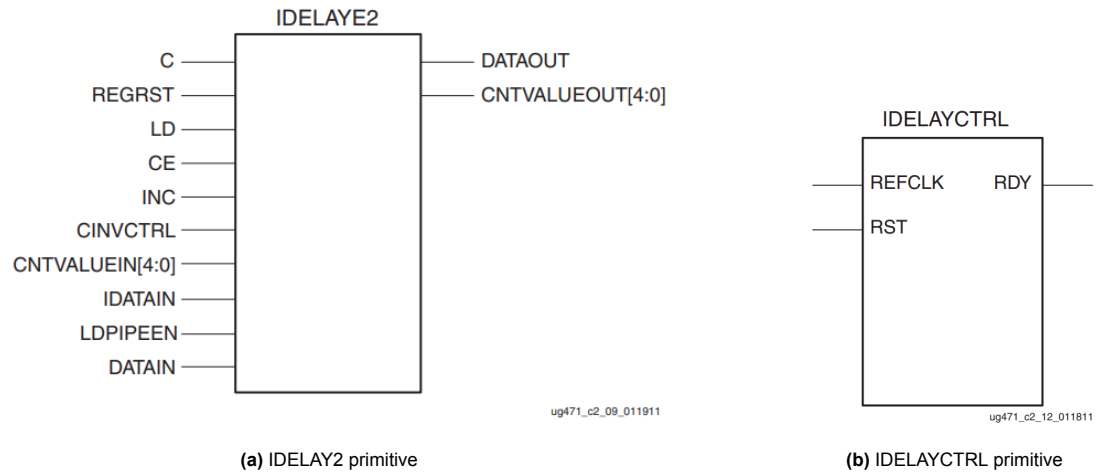 IDELAYE2
C
REGRST
LD
CE
INC
CINVCTRL
CNTVALUEIN[4:0]
IDATAIN
LDPIPEEN
DATAIN
DATAOUT
CNTVALUEOUT[4:0]
ug471_c2_09_011911
(a) IDELAY2 primitive
IDELAYCTRL
REFCLK RDY
RST
ug471_c2_12_011811
(b) IDELAYCTRL primitive